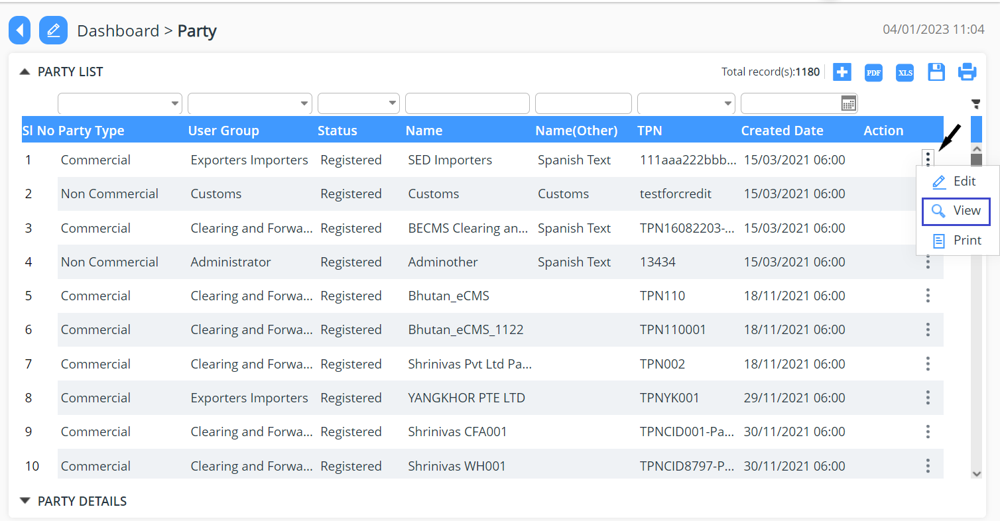 Dashboard > Party
04/01/2023 11:04
PARTY LIST
Total record(s):1180
PDF
XLS
Sl No Party Type User Group Status Name Name(Other) TPN Created Date Action
1 Commercial Exporters Importers Registered SED Importers Spanish Text 111aaa222bbb... 15/03/2021 06:00
Edit
2 Non Commercial Customs Registered Customs Customs testforcredit 15/03/2021 06:00
View
3 Commercial Clearing and Forwa... Registered BECMS Clearing an... Spanish Text TPN16082203-... 15/03/2021 06:00
Print
4 Non Commercial Administrator Registered Adminother Spanish Text 13434 15/03/2021 06:00
5 Commercial Clearing and Forwa... Registered Bhutan_eCMS TPN110 18/11/2021 06:00
6 Commercial Clearing and Forwa... Registered Bhutan_eCMS_1122 TPN110001 18/11/2021 06:00
7 Commercial Clearing and Forwa... Registered Shrinivas Pvt Ltd Pa... TPN002 18/11/2021 06:00
8 Commercial Exporters Importers Registered YANGKHOR PTE LTD TPNYK001 29/11/2021 06:00
9 Commercial Clearing and Forwa... Registered Shrinivas CFA001 TPNCID001-Pa... 30/11/2021 06:00
10 Commercial Clearing and Forwa... Registered Shrinivas WH001 TPNCID8797-P... 30/11/2021 06:00
PARTY DETAILS